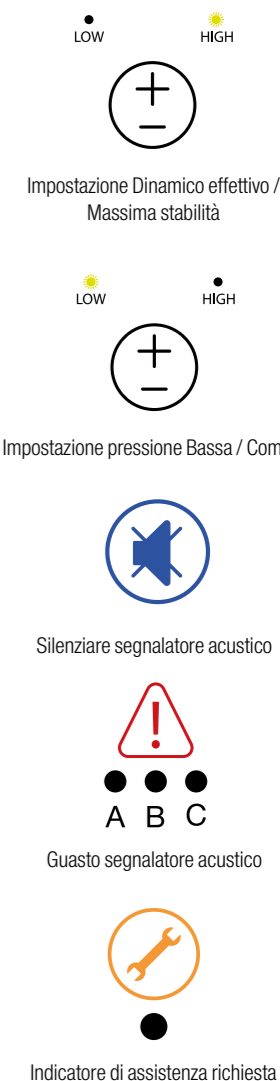 LOW HIGH
Impostazione Dinamico effettivo /
Massima stabilità
LOW HIGH
Impostazione pressione Bassa / Com
Silenziare segnalatore acustico
A B C
Guasto segnalatore acustico
Indicatore di assistenza richiesta